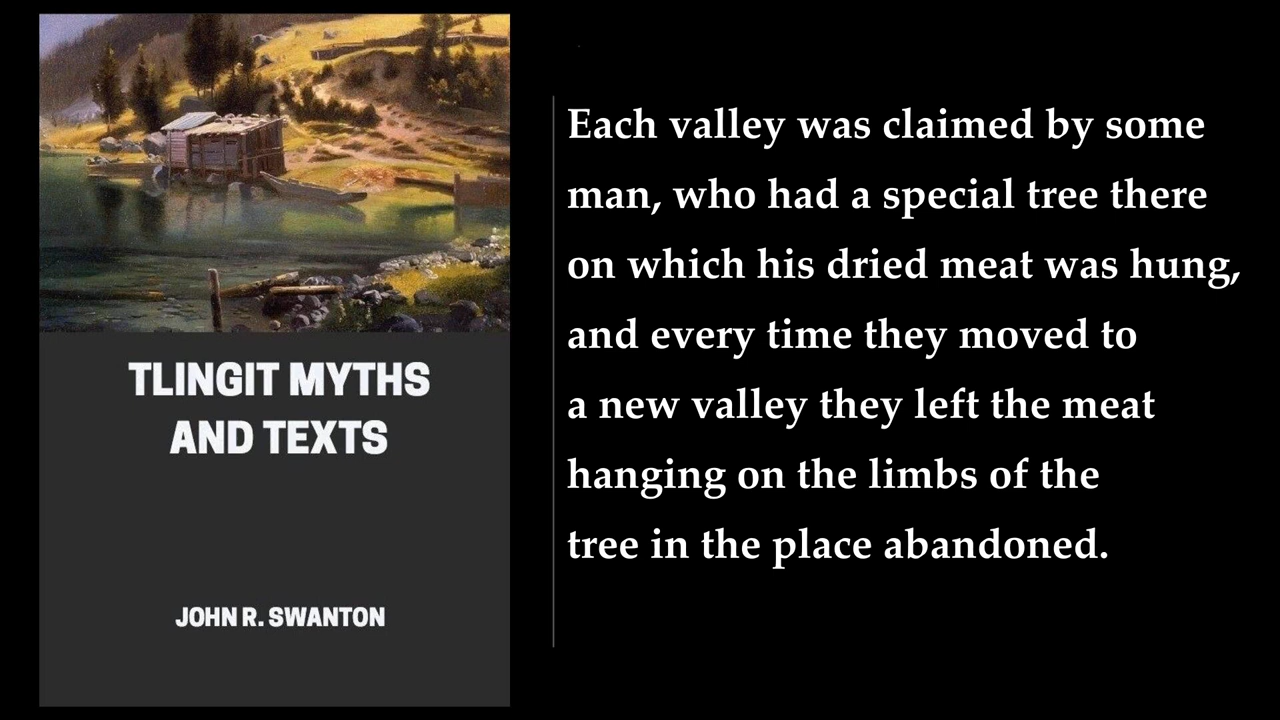 TLINGIT MYTHS
AND TEXTS
JOHN R. SWANTON
Each valley was claimed by some
man, who had a special tree there
on which his dried meat was hung,
and every time they moved to
a new valley they left the meat
hanging on the limbs of the
tree in the place abandoned.